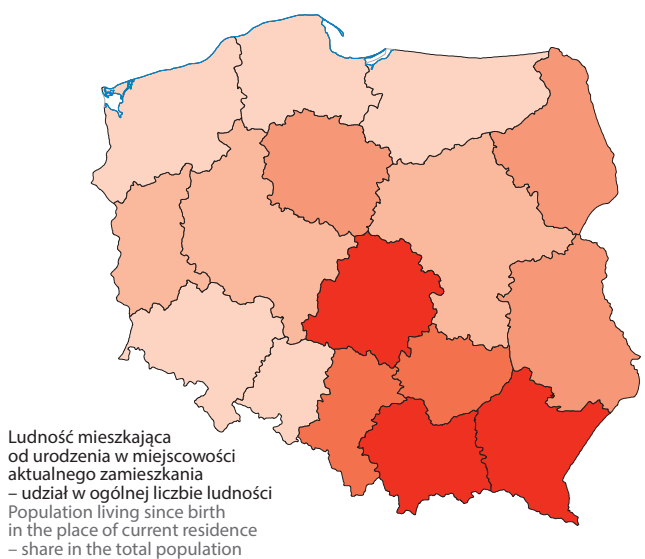 Ludność mieszkająca
od urodzenia w miejscowości
aktualnego zamieszkania
– udział w ogólnej liczbie ludności
Population living since birth
in the place of current residence
– share in the total population